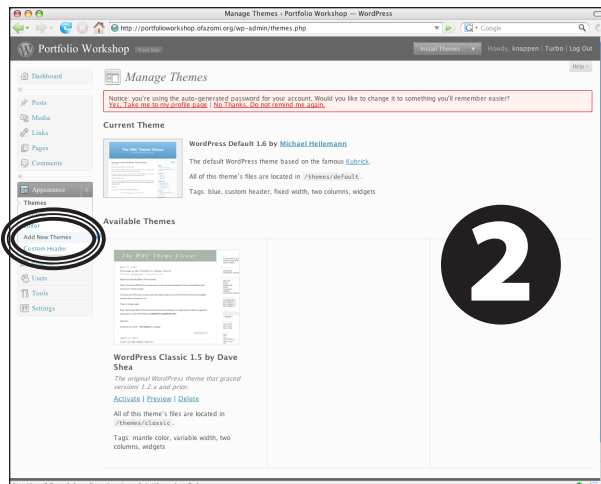 Manage Themes ‹ Portfolio Workshop — WordPress
http://portfolioworkshop.ofazomi.org/wp-admin/themes.php
Google
Portfolio Workshop
Visit Site
Install Themes
Howdy, knappen | Turbo | Log Out
Help
Dashboard
Posts
Media
Links
Pages
Comments
Appearance
Themes
Editor
Add New Themes
Custom Header
Users
Tools
Settings
Manage Themes
Notice: you're using the auto-generated password for your account. Would you like to change it to something you'll remember easier?
Yes, Take me to my profile page | No Thanks, Do not remind me again.
Current Theme
WordPress Default 1.6 by Michael Heilemann
The default WordPress theme based on the famous Kubrick.
All of this theme's files are located in /themes/default.
Tags: blue, custom header, fixed width, two columns, widgets
Available Themes
The WRC Theme Viewer
WordPress Classic 1.5 by Dave
Shea
The original WordPress theme that graced
versions 1.2.x and prior.
Activate | Preview | Delete
All of this theme's files are located in
/themes/classic.
Tags: mantle color, variable width, two
columns, widgets
2